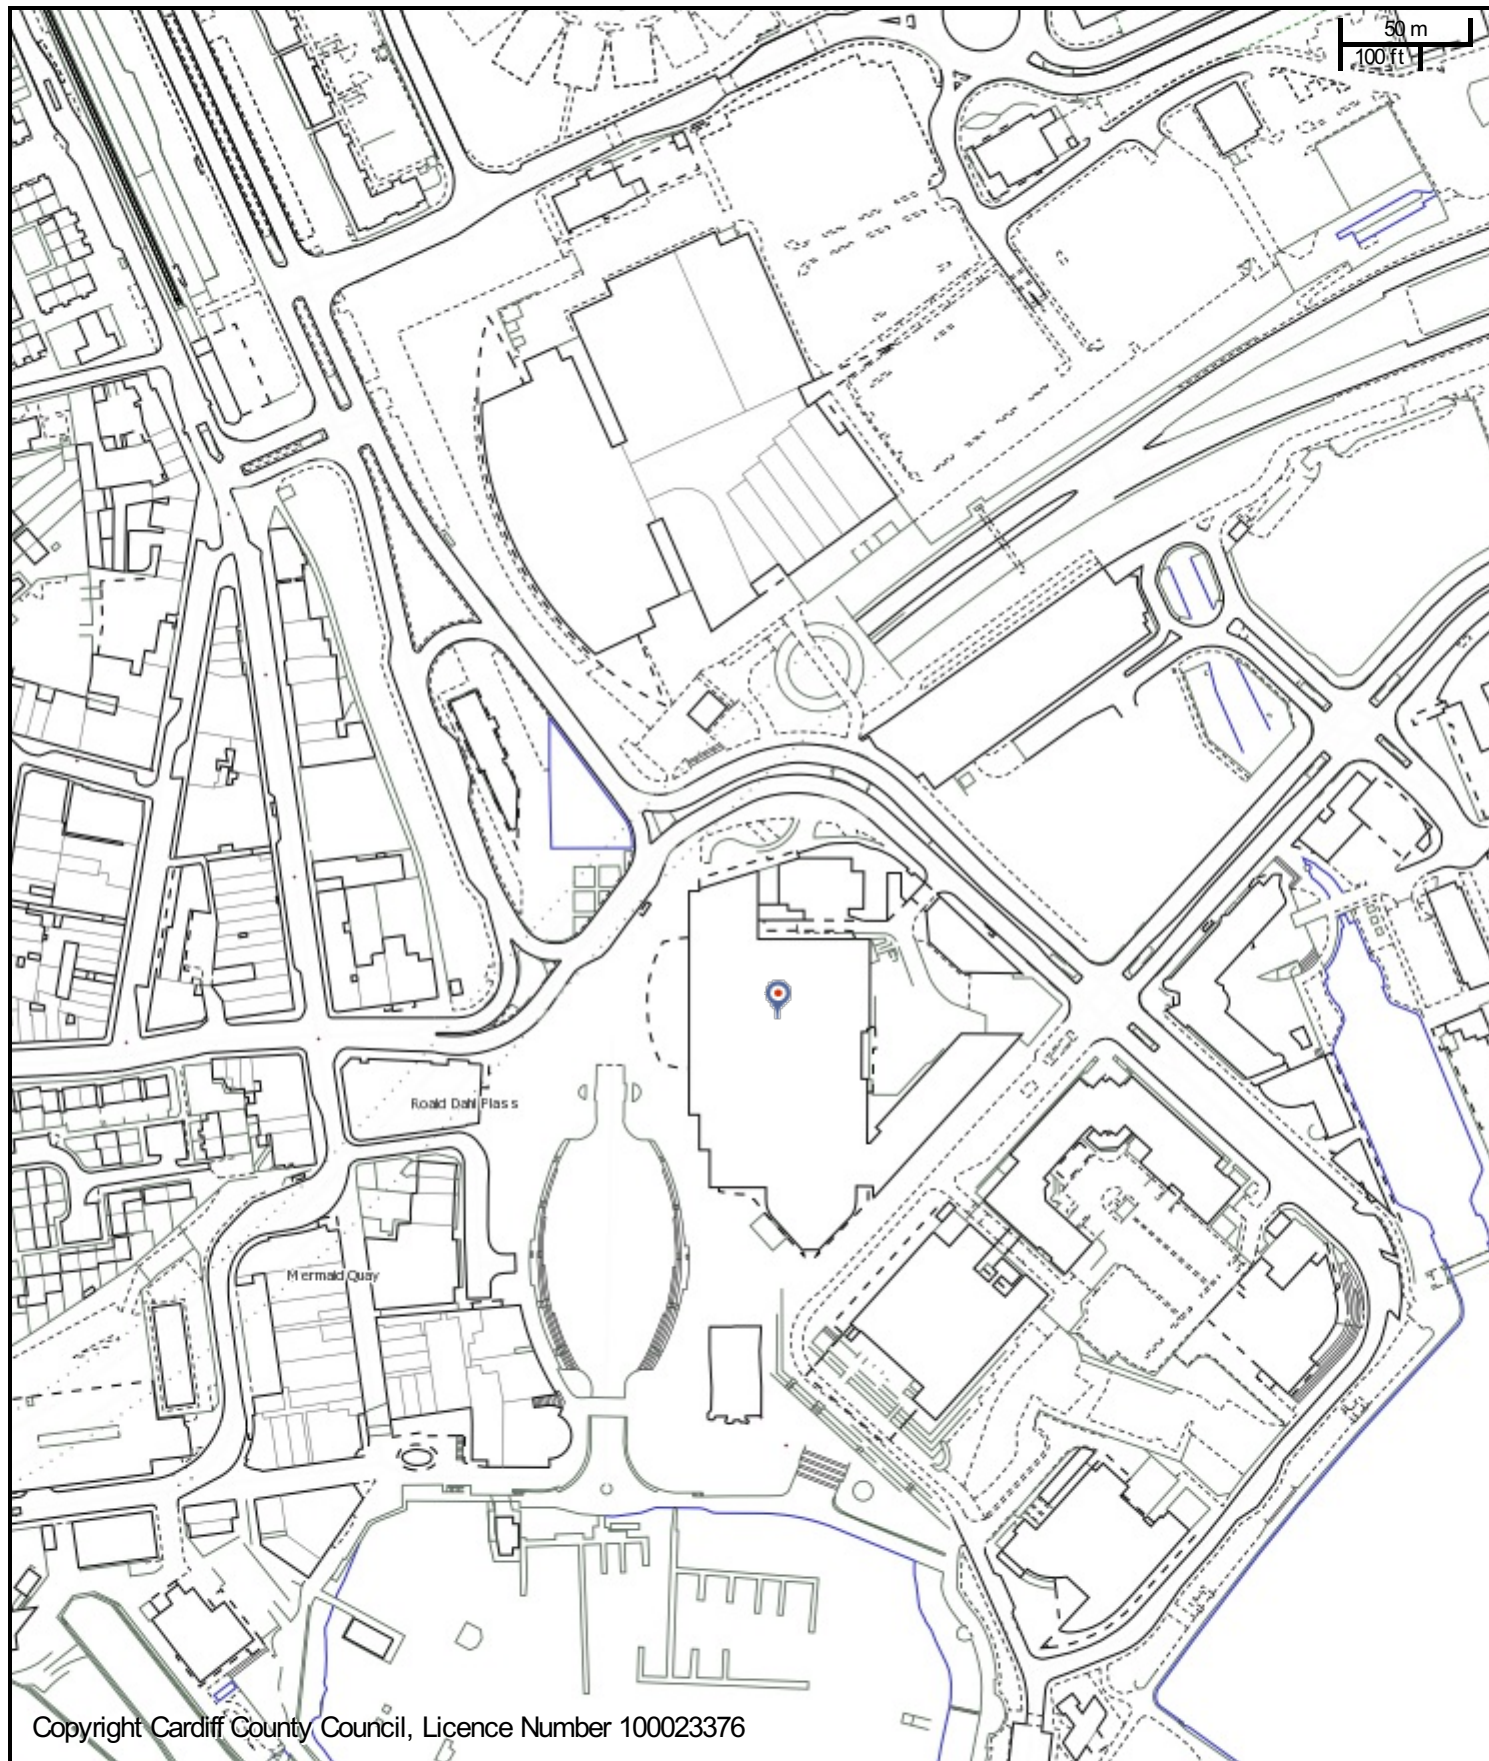 50 m
100 ft
Roald Dahl Plass
Mermaid Quay
Copyright Cardiff County Council, Licence Number 100023376